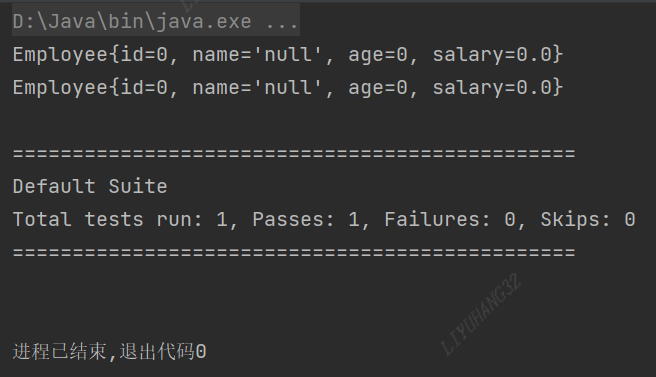 D:\Java\bin\java.exe ...
Employee{id=0, name='null', age=0, salary=0.0}
Employee{id=0, name='null', age=0, salary=0.0}
===============================================
Default Suite
Total tests run: 1, Passes: 1, Failures: 0, Skips: 0
===============================================
LIYUHANG32
进程已结束,退出代码0